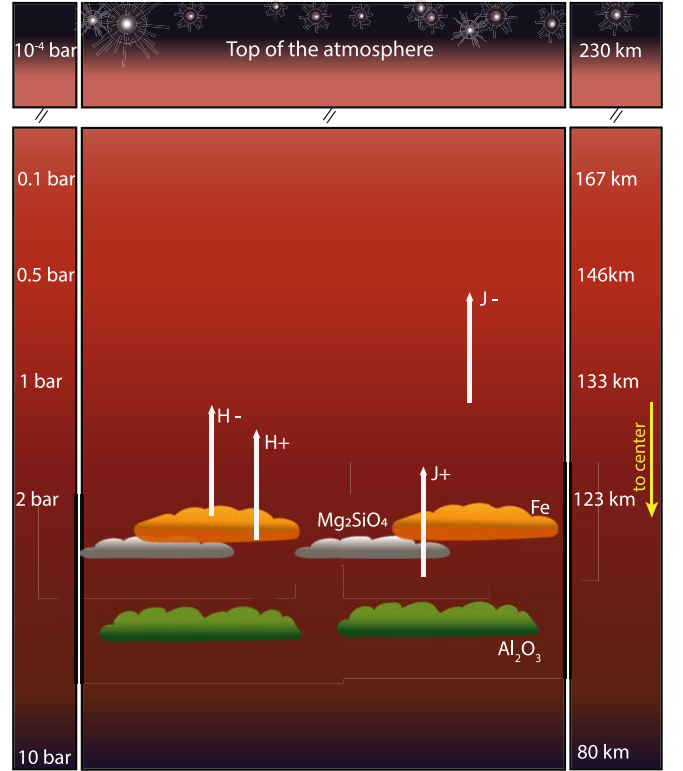 10⁻⁴ bar
Top of the atmosphere
230 km
//
//
//
0.1 bar
167 km
0.5 bar
146km
J -
1 bar
133 km
H -
H+
to center
J+
2 bar
123 km
Fe
Mg₂SiO₄
Al₂O₃
10 bar
80 km